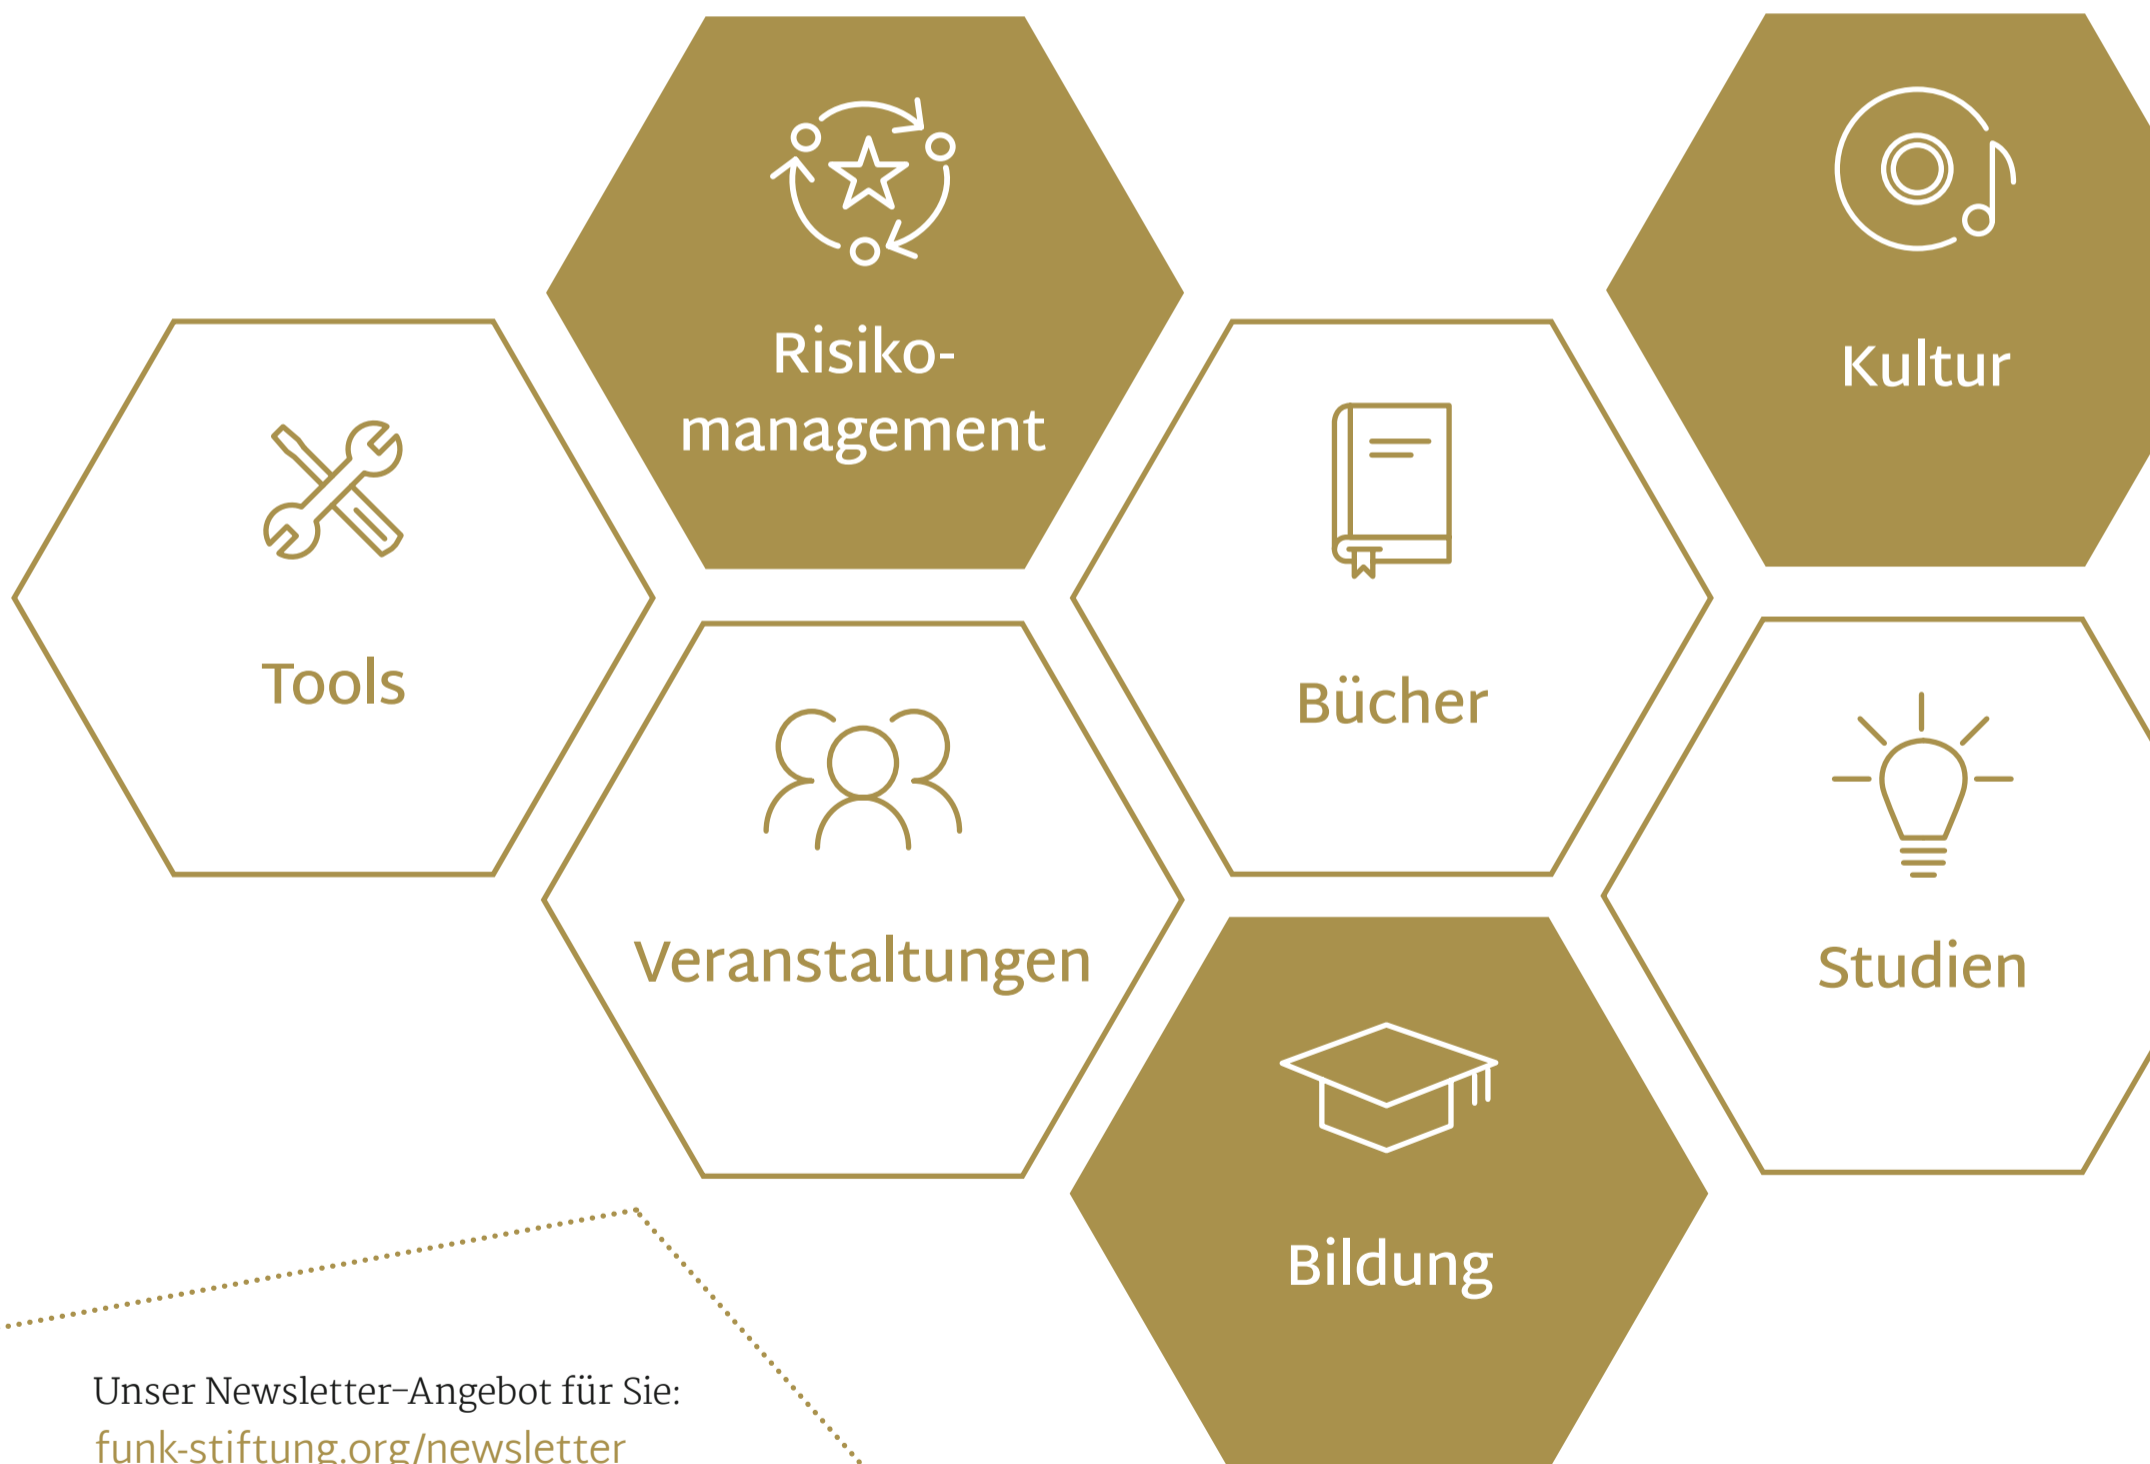 Risiko-
management
Kultur
Tools
Bücher
Veranstaltungen
Studien
Bildung
Unser Newsletter-Angebot für Sie:
funk-stiftung.org/newsletter